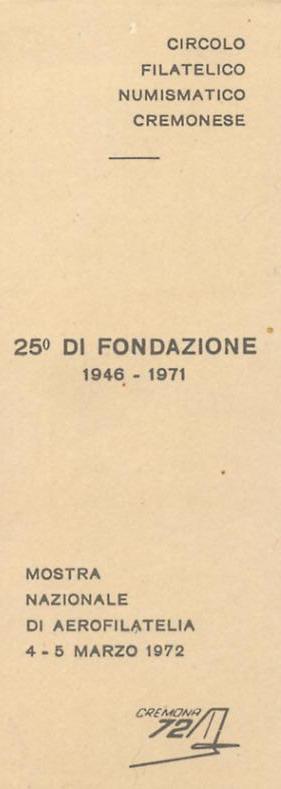 CIRCOLO
FILATELICO
NUMISMATICO
CREMONESE
25º DI FONDAZIONE
1946 - 1971
MOSTRA
NAZIONALE
DI AEROFILATELIA
4 - 5 MARZO 1972
CREMONA
72